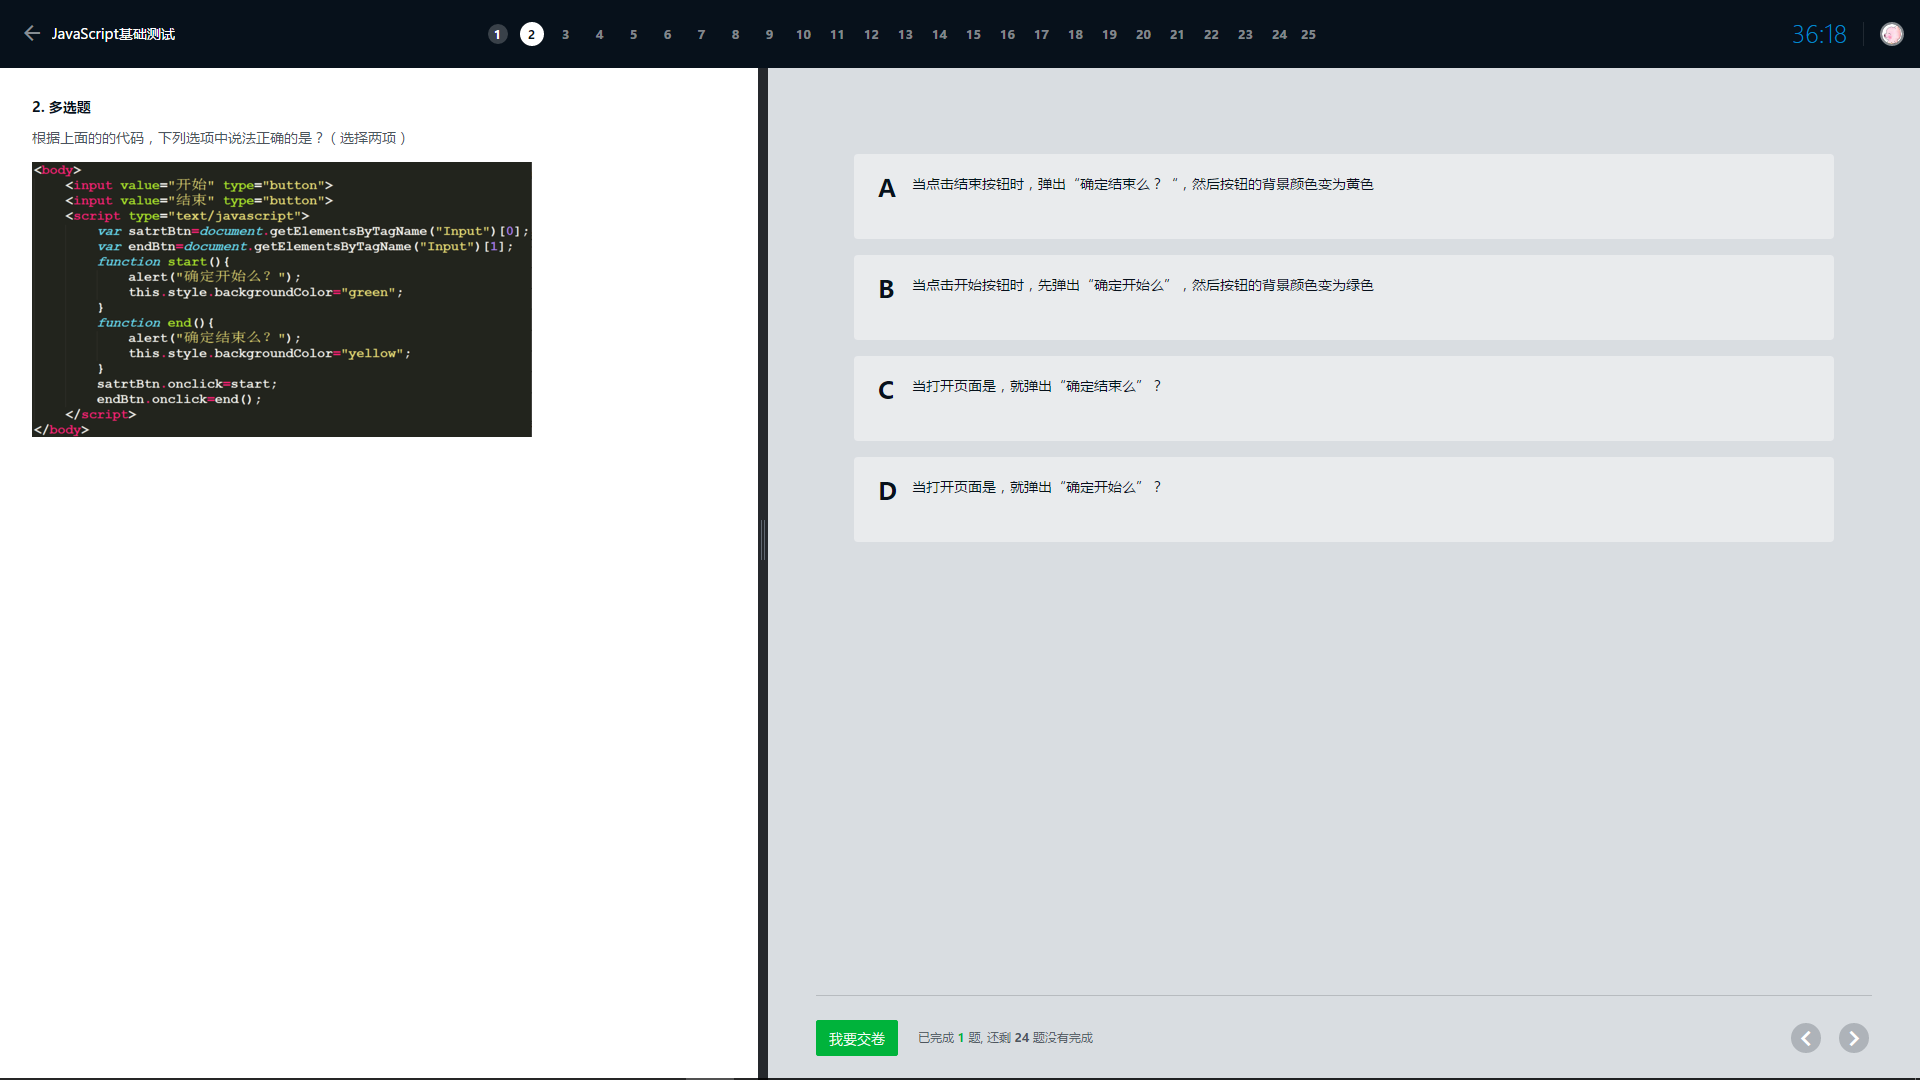 JavaScript基础测试
1 2 3 4 5 6 7 8 9 10 11 12 13 14 15 16 17 18 19 20 21 22 23 24 25
36:18
2. 多选题
根据上面的的代码，下列选项中说法正确的是？（选择两项）
<body>
<input value="开始" type="button">
<input value="结束" type="button">
<script type="text/javascript">
var satrtBtn=document.getElementsByTagName("Input")[0];
var endBtn=document.getElementsByTagName("Input")[1];
function start(){
alert("确定开始么？");
this.style.backgroundColor="green";
}
function end(){
alert("确定结束么？");
this.style.backgroundColor="yellow";
}
satrtBtn.onclick=start;
endBtn.onclick=end();
</script>
</body>
A 当点击结束按钮时，弹出“确定结束么？“，然后按钮的背景颜色变为黄色
B 当点击开始按钮时，先弹出“确定开始么”，然后按钮的背景颜色变为绿色
C 当打开页面是，就弹出“确定结束么”？
D 当打开页面是，就弹出“确定开始么”？
我要交卷 已完成 1 题, 还剩 24 题没有完成